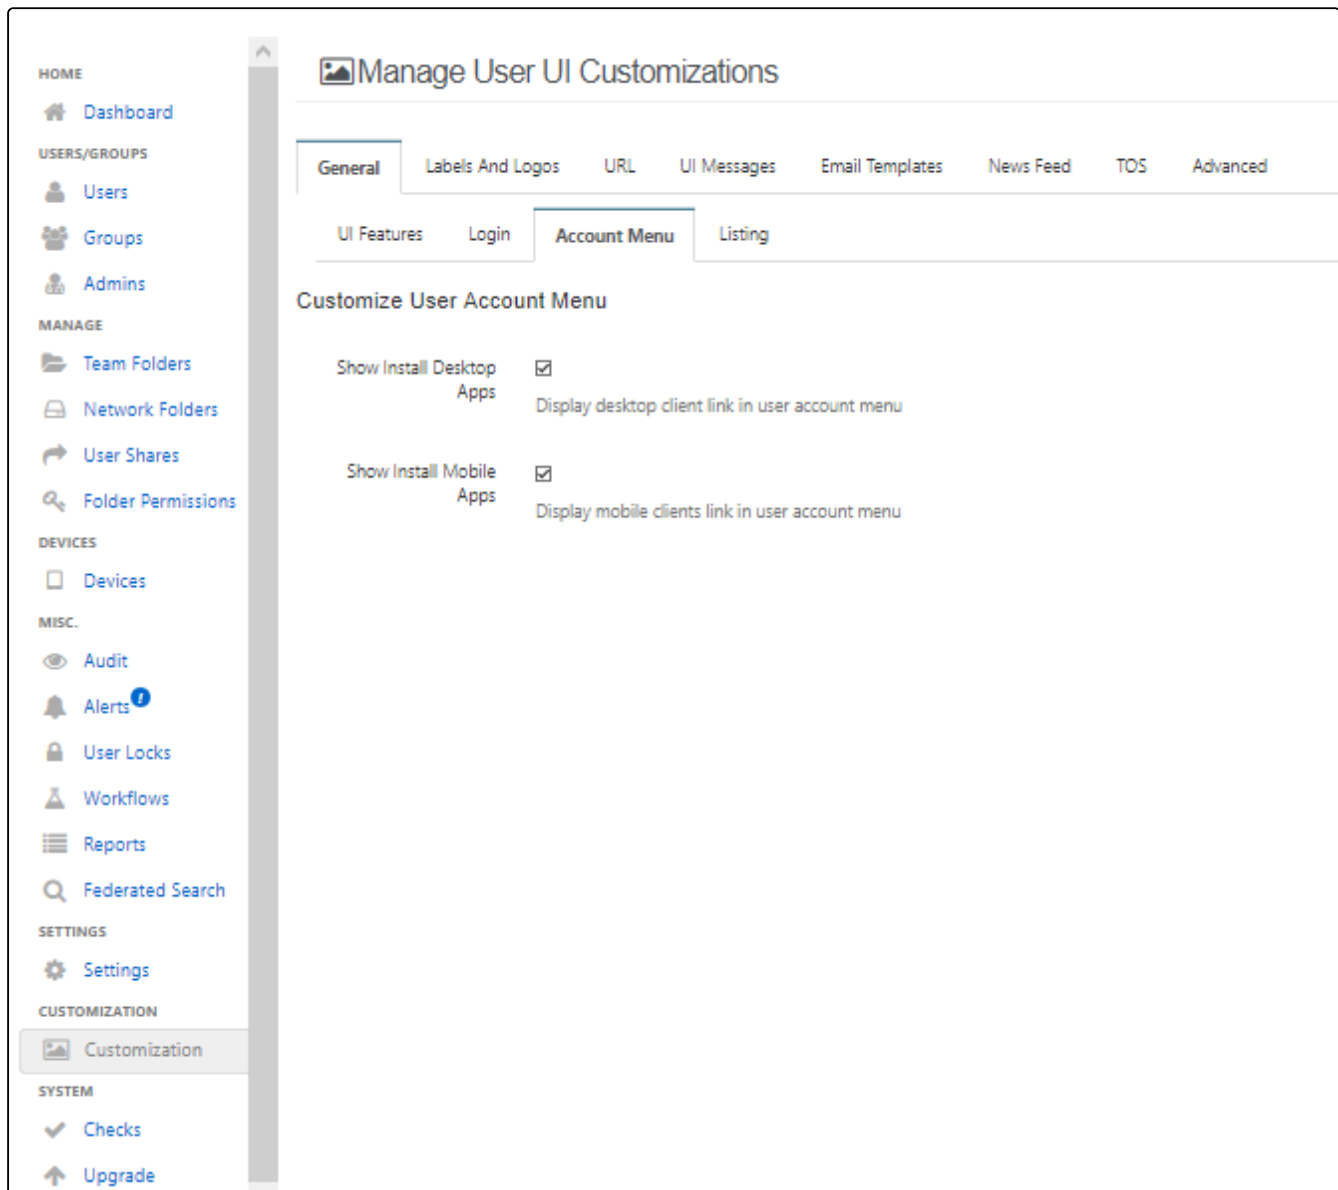 HOME
Dashboard
USERS/GROUPS
Users
Groups
Admins
MANAGE
Team Folders
Network Folders
User Shares
Folder Permissions
DEVICES
Devices
MISC.
Audit
Alerts
User Locks
Workflows
Reports
Federated Search
SETTINGS
Settings
CUSTOMIZATION
Customization
SYSTEM
Checks
Upgrade
Manage User UI Customizations
General Labels And Logos URL UI Messages Email Templates News Feed TOS Advanced
UI Features Login Account Menu Listing
Customize User Account Menu
Show Install Desktop
Apps
Display desktop client link in user account menu
Show Install Mobile
Apps
Display mobile clients link in user account menu